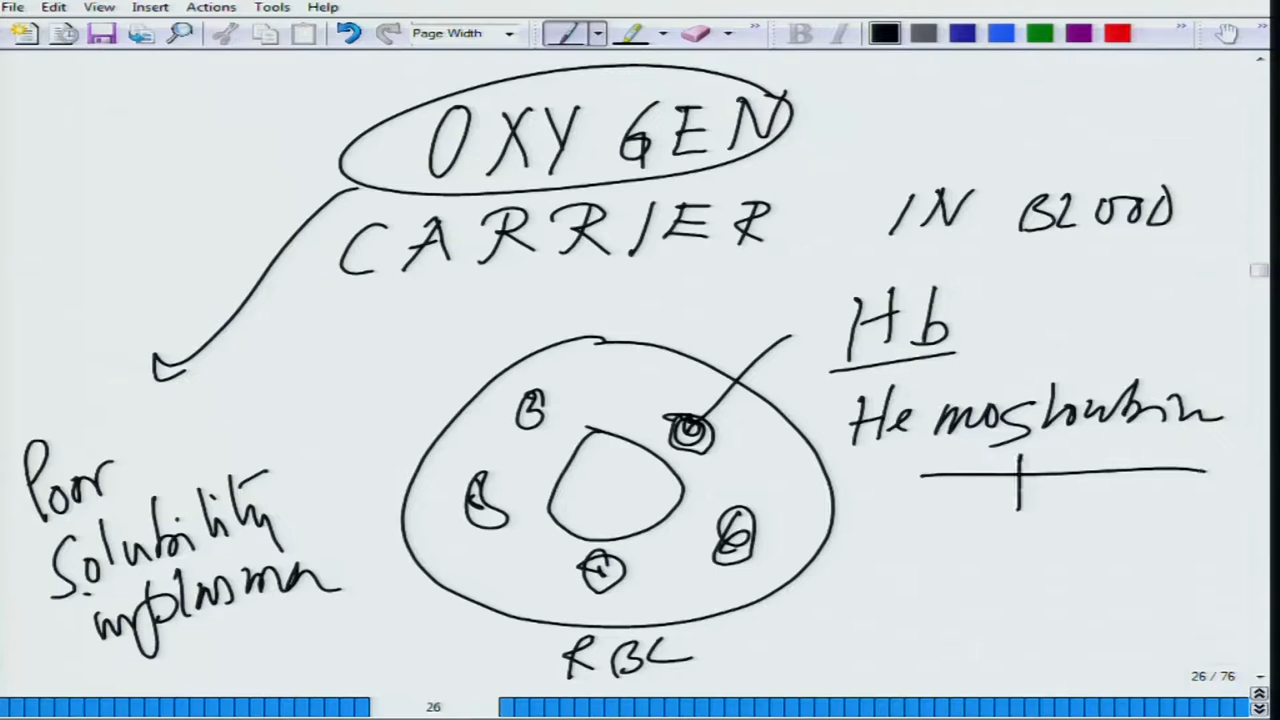 File Edit View Insert Actions Tools Help
Page Width
OXYGEN
CARRIER IN BLOOD
Hb
Hemogloubin
Poor
Solubility
in plasma
RBC
26 / 76
26